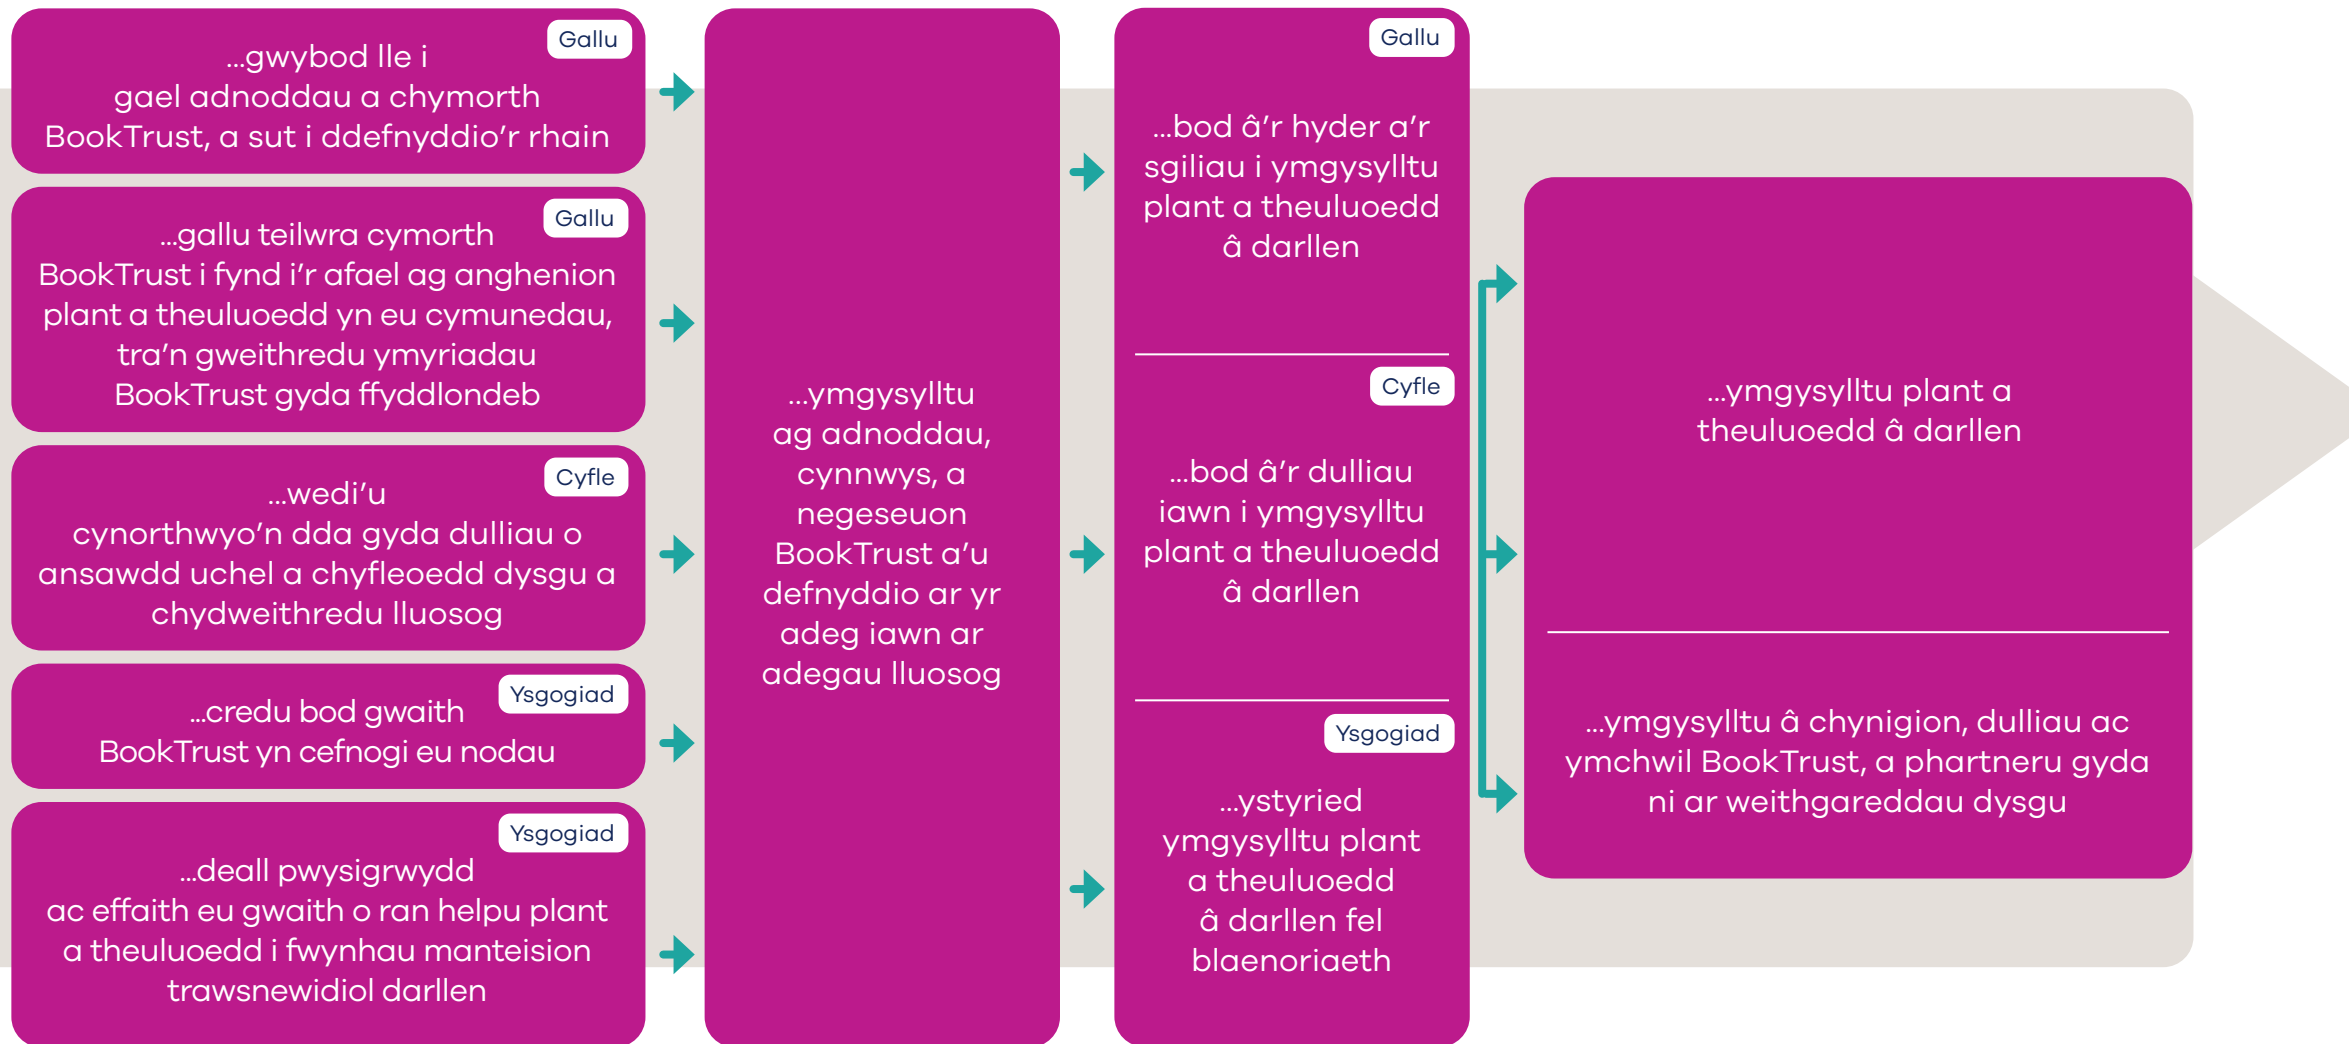 Gallu
...gwybod lle i
gael adnoddau a chymorth
BookTrust, a sut i ddefnyddio'r rhain
Gallu
...gallu teilwra cymorth
BookTrust i fynd i'r afael ag anghenion
plant a theuluoedd yn eu cymunedau,
tra'n gweithredu ymyriadau
BookTrust gyda ffyddlondeb
Cyfle
...wedi'u
cynorthwyo'n dda gyda dulliau o
ansawdd uchel a chyfleoedd dysgu a
chydweithredu lluosog
Ysgogiad
...credu bod gwaith
BookTrust yn cefnogi eu nodau
Ysgogiad
...deall pwysigrwydd
ac effaith eu gwaith o ran helpu plant
a theuluoedd i fwynhau manteision
trawsnewidiol darllen
...ymgysylltu
ag adnoddau,
cynnwys, a
negeseuon
BookTrust a'u
defnyddio ar yr
adeg iawn ar
adegau lluosog
Gallu
...bod â'r hyder a'r
sgiliau i ymgysylltu
plant a theuluoedd
â darllen
Cyfle
...bod â'r dulliau
iawn i ymgysylltu
plant a theuluoedd
â darllen
Ysgogiad
...ystyried
ymgysylltu plant
a theuluoedd
â darllen fel
blaenoriaeth
...ymgysylltu plant a
theuluoedd â darllen
...ymgysylltu â chynigion, dulliau ac
ymchwil BookTrust, a phartneru gyda
ni ar weithgareddau dysgu